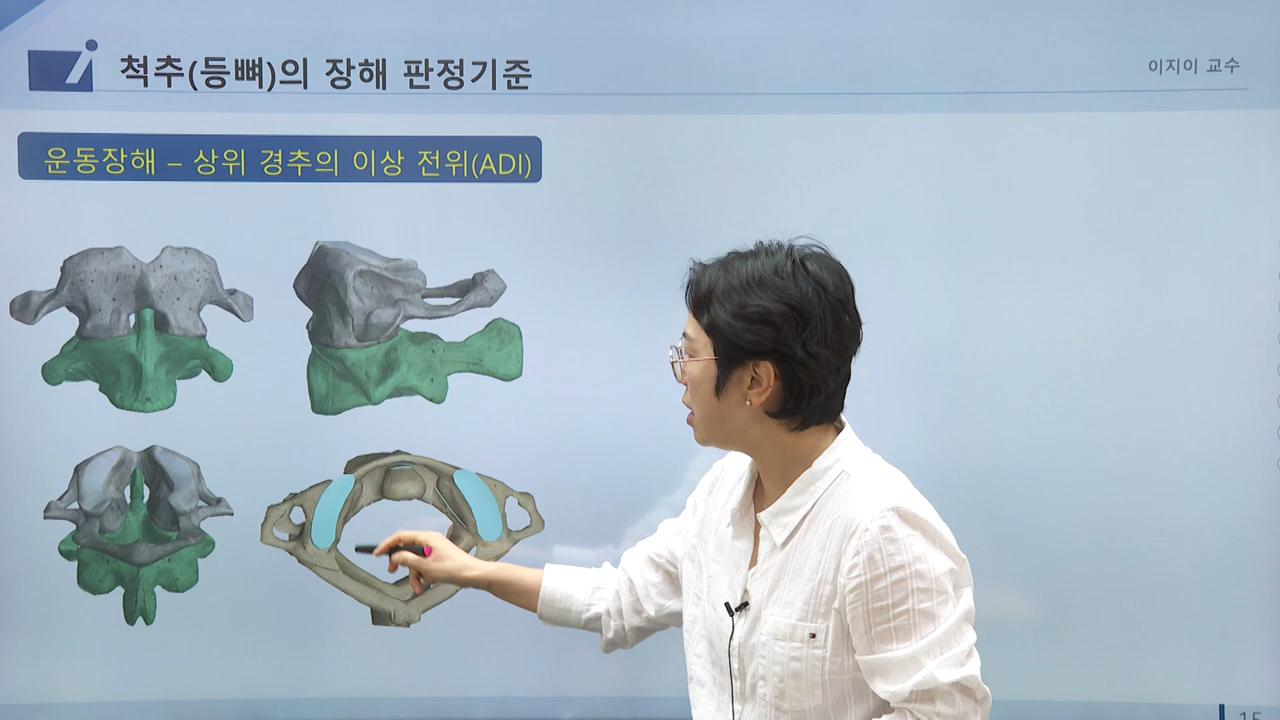 척추(등뼈)의 장해 판정기준
이지이 교수
운동장해 – 상위 경추의 이상 전위(ADI)
15